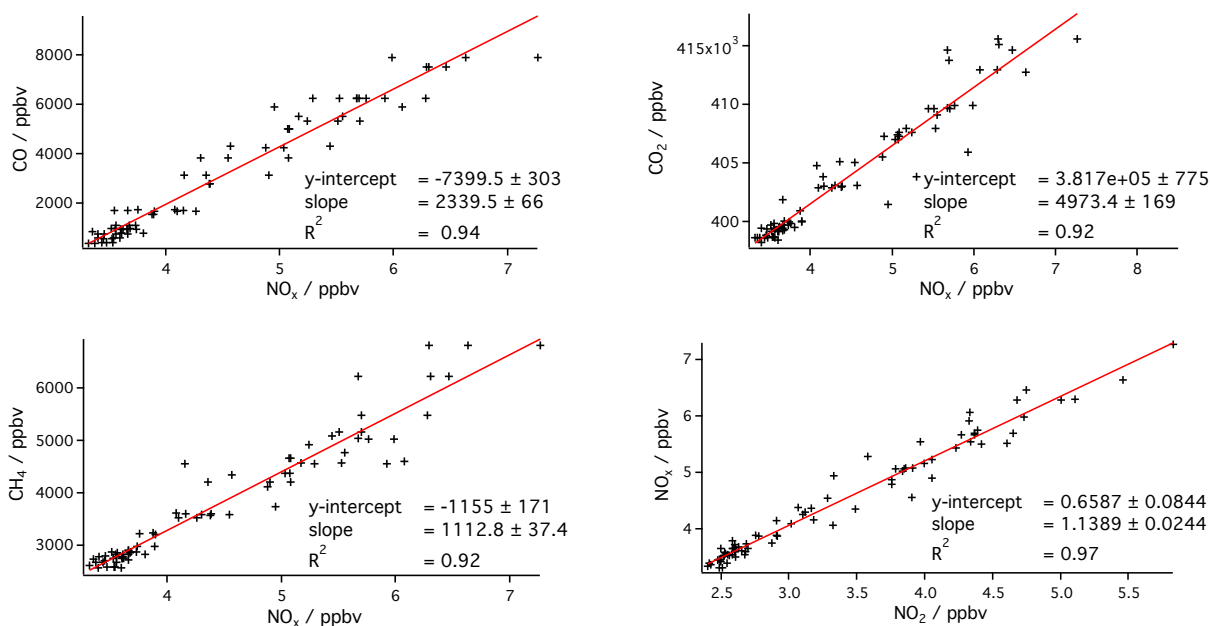 8000
6000
4000
2000
CO / ppbv
y-intercept = -7399.5 ± 303
slope = 2339.5 ± 66
R² = 0.94
4 5 6 7
NOₓ / ppbv
415x10³
410
405
400
CO₂ / ppbv
y-intercept = 3.817e+05 ± 775
slope = 4973.4 ± 169
R² = 0.92
4 5 6 7 8
NOₓ / ppbv
6000
5000
4000
3000
CH₄ / ppbv
y-intercept = -1155 ± 171
slope = 1112.8 ± 37.4
R² = 0.92
4 5 6 7
NOₓ / ppbv
7
6
5
4
NOₓ / ppbv
y-intercept = 0.6587 ± 0.0844
slope = 1.1389 ± 0.0244
R² = 0.97
2.5 3.0 3.5 4.0 4.5 5.0 5.5
NO₂ / ppbv